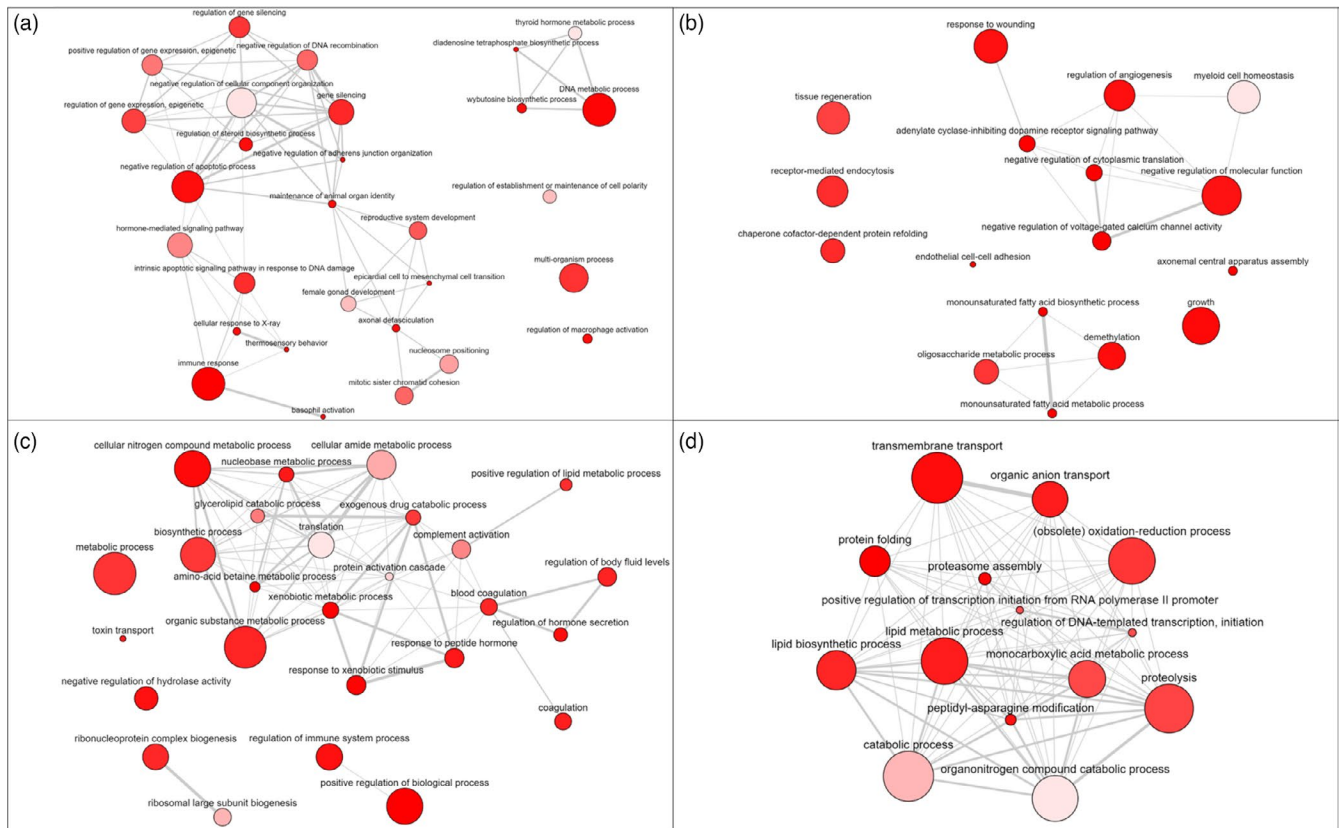 (a)
regulation of gene silencing
thyroid hormone metabolic process
diadenosine tetraphosphate biosynthetic process
negative regulation of DNA recombination
positive regulation of gene expression, epigenetic
negative regulation of cellular component organization
DNA metabolic process
gene silencing
wybutosine biosynthetic process
regulation of gene expression, epigenetic
regulation of steroid biosynthetic process
negative regulation of adherens junction organization
negative regulation of apoptotic process
regulation of establishment or maintenance of cell polarity
maintenance of animal organ identity
reproductive system development
hormone-mediated signaling pathway
multi-organism process
intrinsic apoptotic signaling pathway in response to DNA damage
epicardial cell to mesenchymal cell transition
female gonad development
cellular response to X-ray
axonal defasciculation
regulation of macrophage activation
thermosensory behavior
nucleosome positioning
immune response
mitotic sister chromatid cohesion
basophil activation
(b)
response to wounding
regulation of angiogenesis
myeloid cell homeostasis
tissue regeneration
adenylate cyclase-inhibiting dopamine receptor signaling pathway
negative regulation of cytoplasmic translation
receptor-mediated endocytosis
negative regulation of molecular function
negative regulation of voltage-gated calcium channel activity
chaperone cofactor-dependent protein refolding
endothelial cell-cell adhesion
axonemal central apparatus assembly
monounsaturated fatty acid biosynthetic process
growth
demethylation
oligosaccharide metabolic process
monounsaturated fatty acid metabolic process
(c)
cellular nitrogen compound metabolic process
cellular amide metabolic process
nucleobase metabolic process
positive regulation of lipid metabolic process
glycerolipid catabolic process
exogenous drug catabolic process
translation
biosynthetic process
complement activation
metabolic process
protein activation cascade
regulation of body fluid levels
amino-acid betaine metabolic process
xenobiotic metabolic process
blood coagulation
organic substance metabolic process
regulation of hormone secretion
toxin transport
response to peptide hormone
response to xenobiotic stimulus
negative regulation of hydrolase activity
coagulation
ribonucleoprotein complex biogenesis
regulation of immune system process
positive regulation of biological process
ribosomal large subunit biogenesis
(d)
transmembrane transport
organic anion transport
(obsolete) oxidation-reduction process
protein folding
proteasome assembly
positive regulation of transcription initiation from RNA polymerase II promoter
regulation of DNA-templated transcription, initiation
lipid metabolic process
lipid biosynthetic process
monocarboxylic acid metabolic process
proteolysis
peptidyl-asparagine modification
catabolic process
organonitrogen compound catabolic process